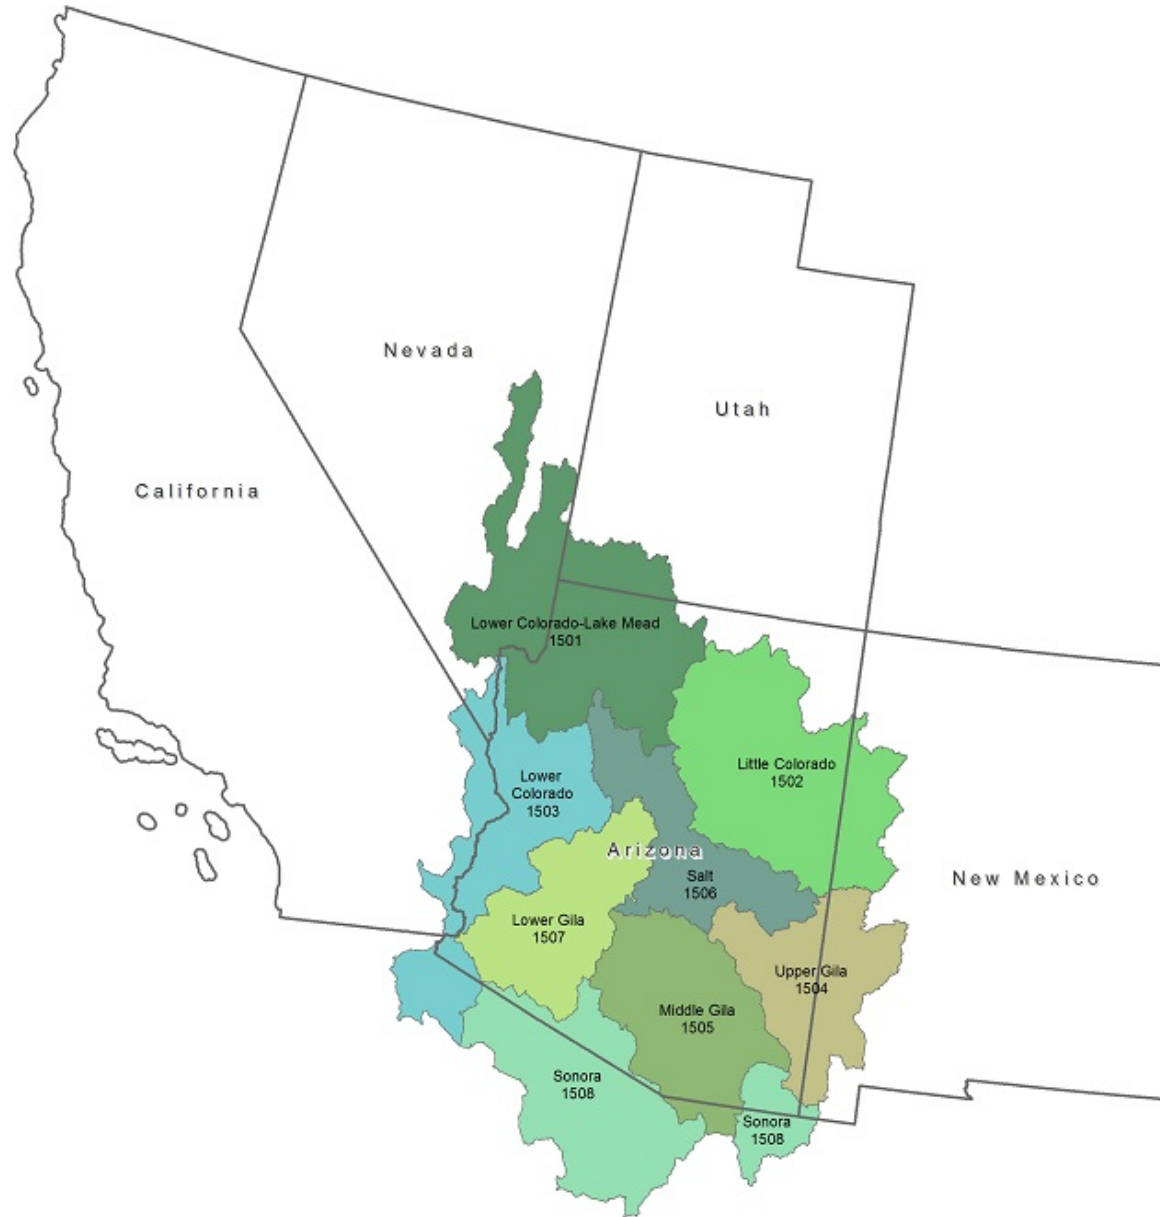 Nevada
Utah
California
Lower Colorado-Lake Mead
1501
Little Colorado
1502
Lower
Colorado
1503
Arizona
Salt
1506
New Mexico
Lower Gila
1507
Upper Gila
1504
Middle Gila
1505
Sonora
1508
Sonora
1508